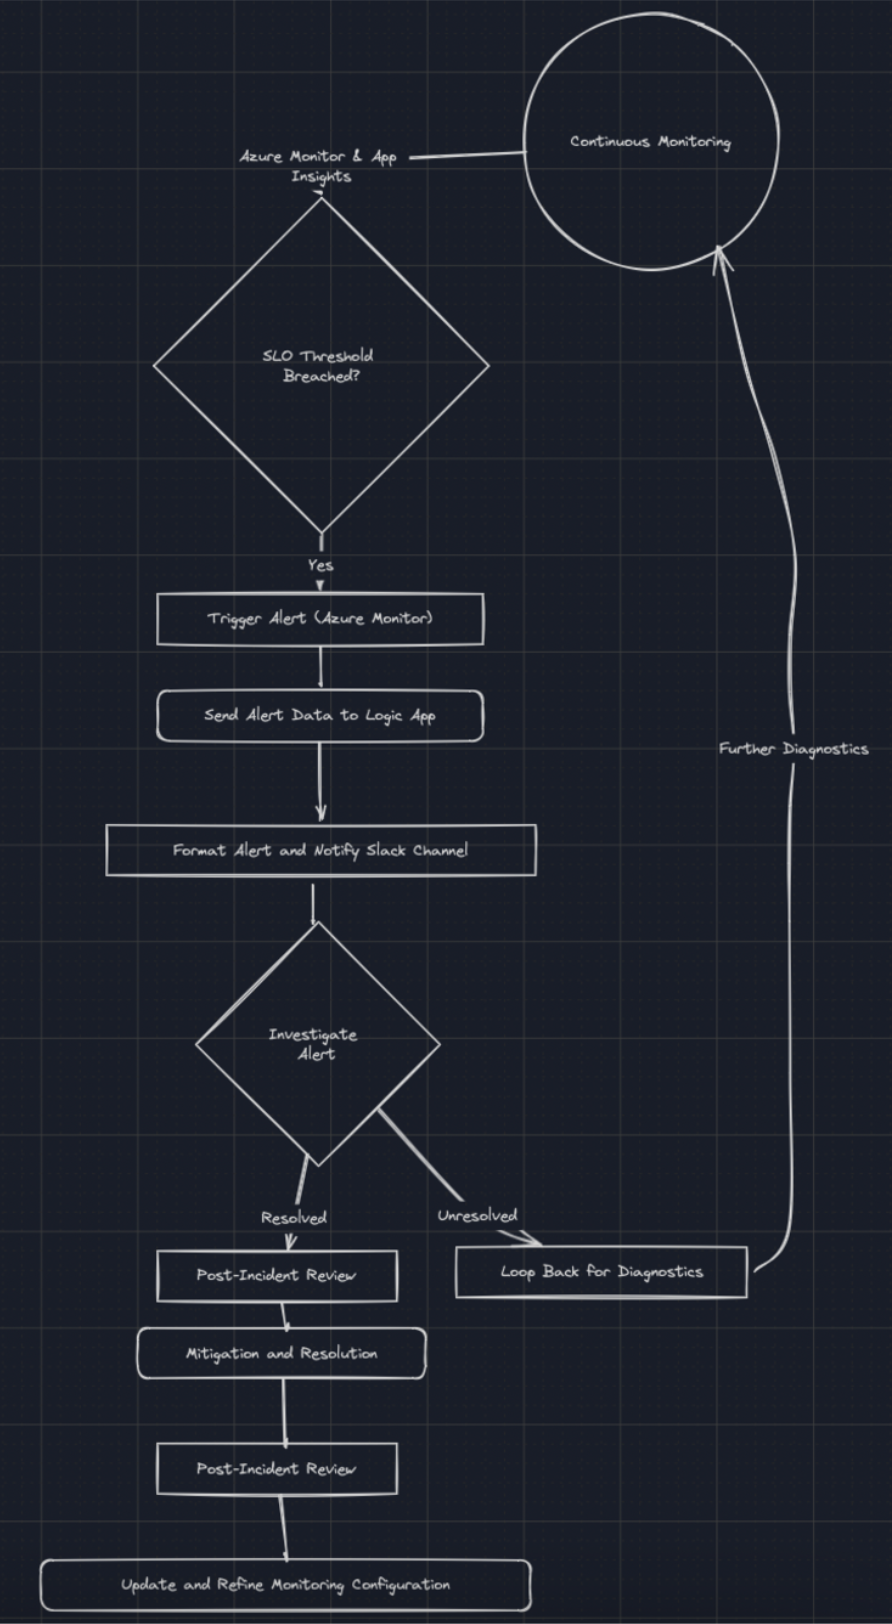 Continuous Monitoring
Azure Monitor & App
Insights
SLO Threshold
Breached?
Yes
Trigger Alert (Azure Monitor)
Send Alert Data to Logic App
Further Diagnostics
Format Alert and Notify Slack Channel
Investigate
Alert
Resolved
Unresolved
Post-Incident Review
Loop Back for Diagnostics
Mitigation and Resolution
Post-Incident Review
Update and Refine Monitoring Configuration